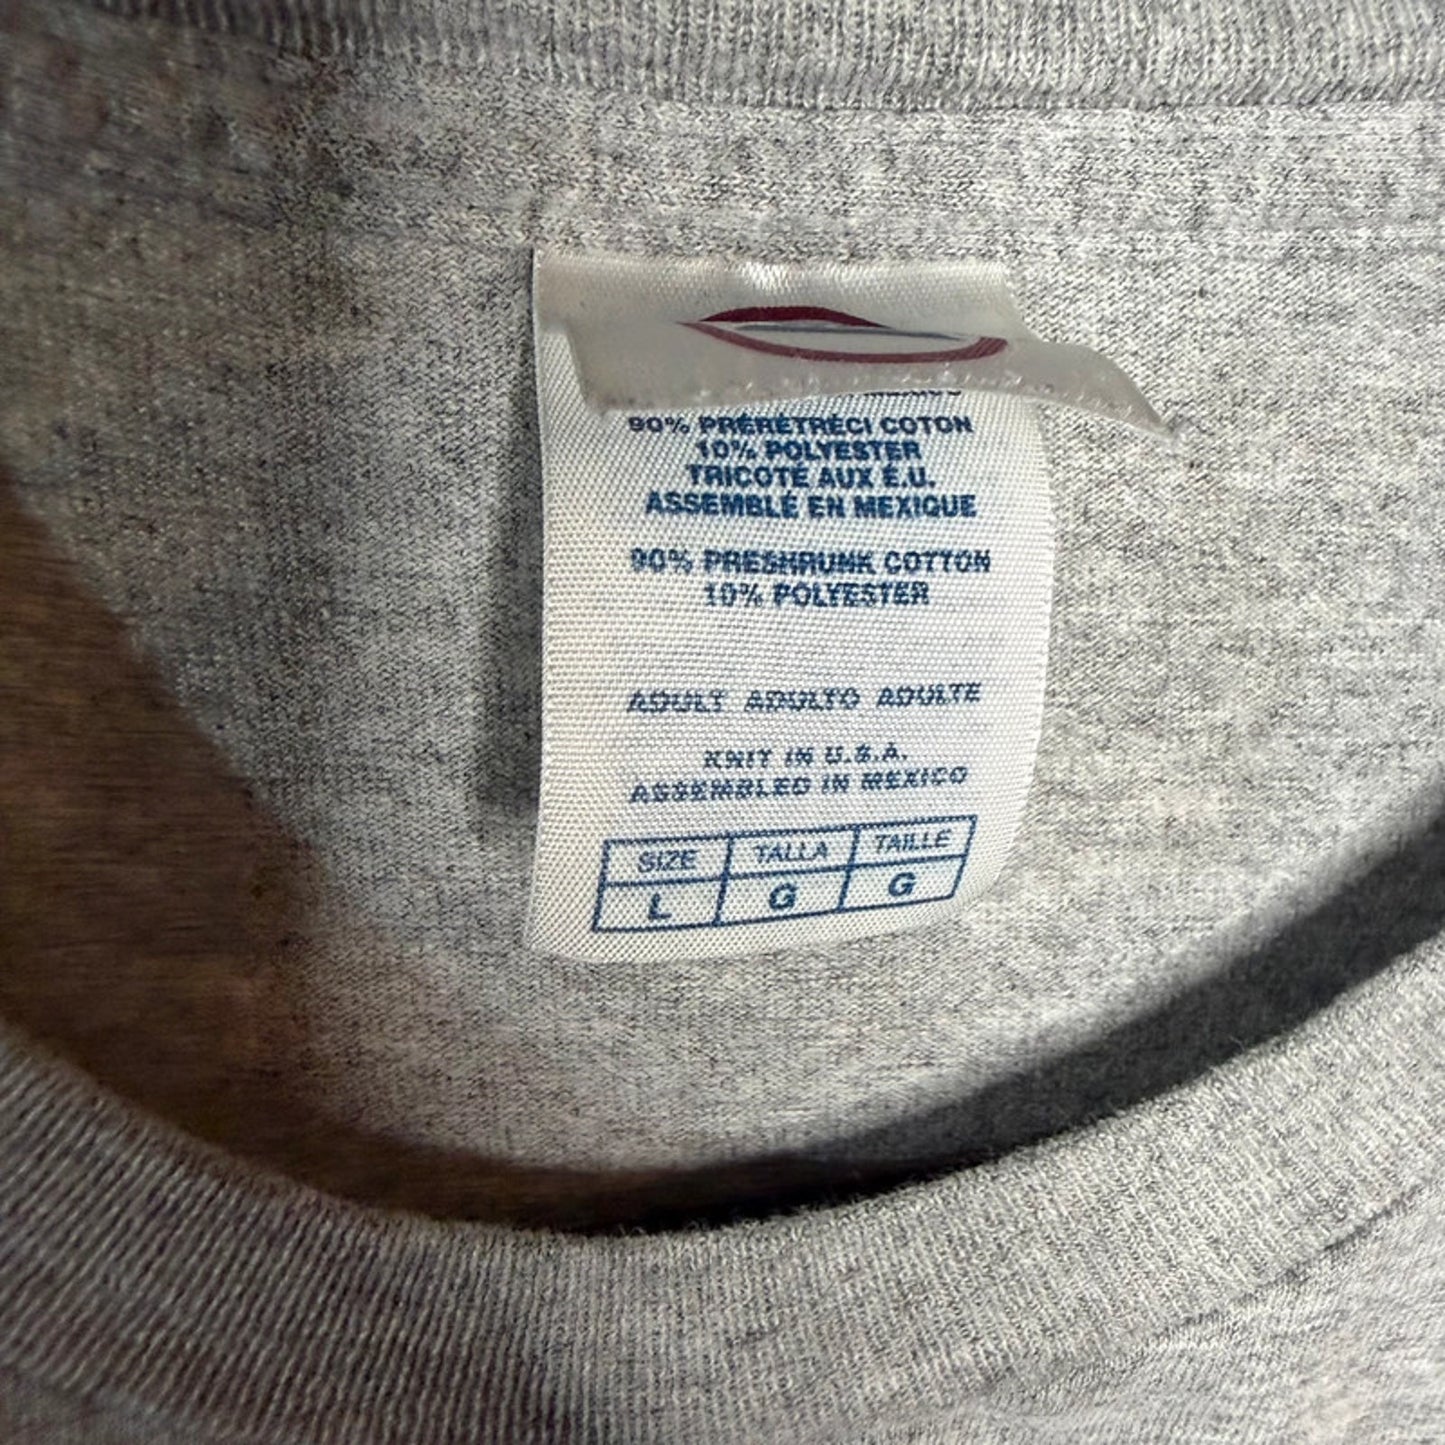 90% PRÉRÉTRÉCI COTON
10% POLYESTER
TRICOTÉ AUX É.U.
ASSEMBLÉ EN MEXIQUE
90% PRESHRUNK COTTON
10% POLYESTER
ADULT ADULTO ADULTE
KNIT IN U.S.A.
ASSEMBLED IN MEXICO
SIZE TALLA TAILLE
L G G